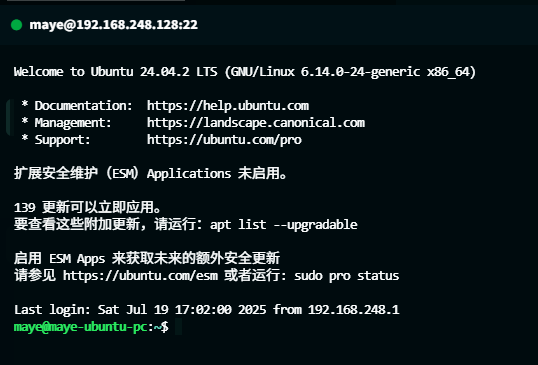 maye@192.168.248.128:22
Welcome to Ubuntu 24.04.2 LTS (GNU/Linux 6.14.0-24-generic x86_64)
* Documentation:  https://help.ubuntu.com
* Management:     https://landscape.canonical.com
* Support:        https://ubuntu.com/pro
扩展安全维护（ESM）Applications 未启用。
139 更新可以立即应用。
要查看这些附加更新，请运行：apt list --upgradable
启用 ESM Apps 来获取未来的额外安全更新
请参见 https://ubuntu.com/esm 或者运行: sudo pro status
Last login: Sat Jul 19 17:02:00 2025 from 192.168.248.1
maye@maye-ubuntu-pc:~$